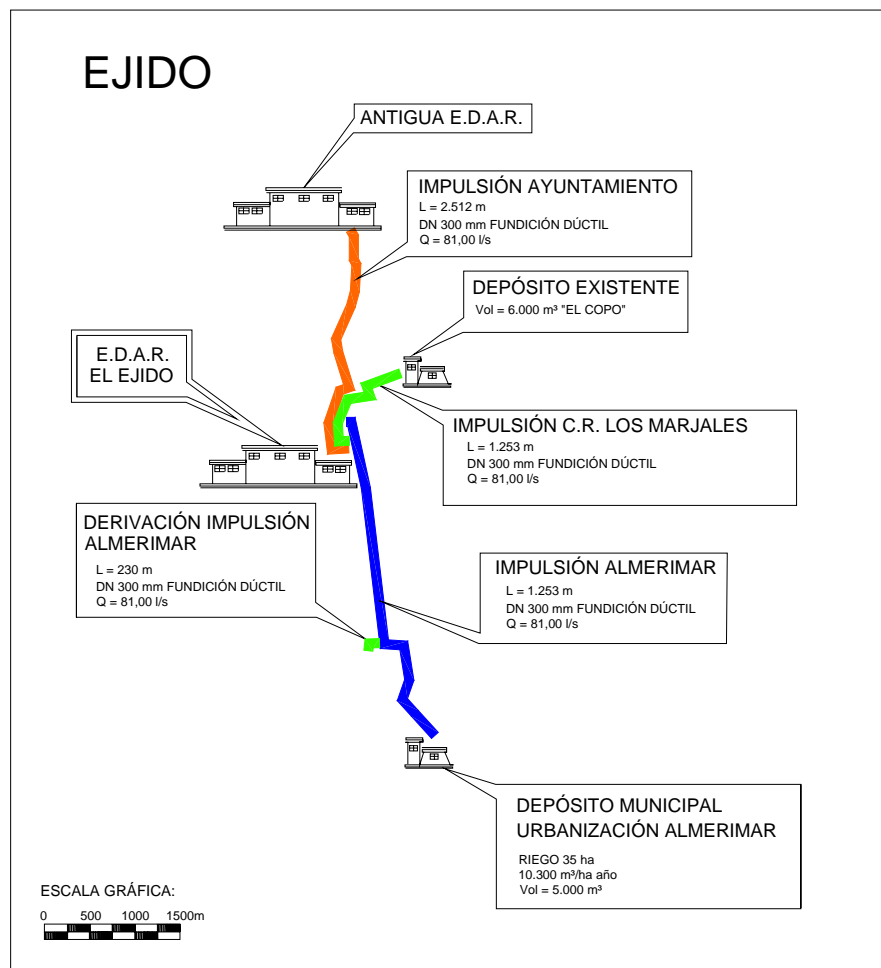 EJIDO
ANTIGUA E.D.A.R.
IMPULSIÓN AYUNTAMIENTO
L = 2.512 m
DN 300 mm FUNDICIÓN DÚCTIL
Q = 81,00 l/s
DEPÓSITO EXISTENTE
Vol = 6.000 m³ "EL COPO"
E.D.A.R.
EL EJIDO
IMPULSIÓN C.R. LOS MARJALES
L = 1.253 m
DN 300 mm FUNDICIÓN DÚCTIL
Q = 81,00 l/s
DERIVACIÓN IMPULSIÓN
ALMERIMAR
L = 230 m
DN 300 mm FUNDICIÓN DÚCTIL
Q = 81,00 l/s
IMPULSIÓN ALMERIMAR
L = 1.253 m
DN 300 mm FUNDICIÓN DÚCTIL
Q = 81,00 l/s
DEPÓSITO MUNICIPAL
URBANIZACIÓN ALMERIMAR
RIEGO 35 ha
10.300 m³/ha año
Vol = 5.000 m³
ESCALA GRÁFICA:
0 500 1000 1500m